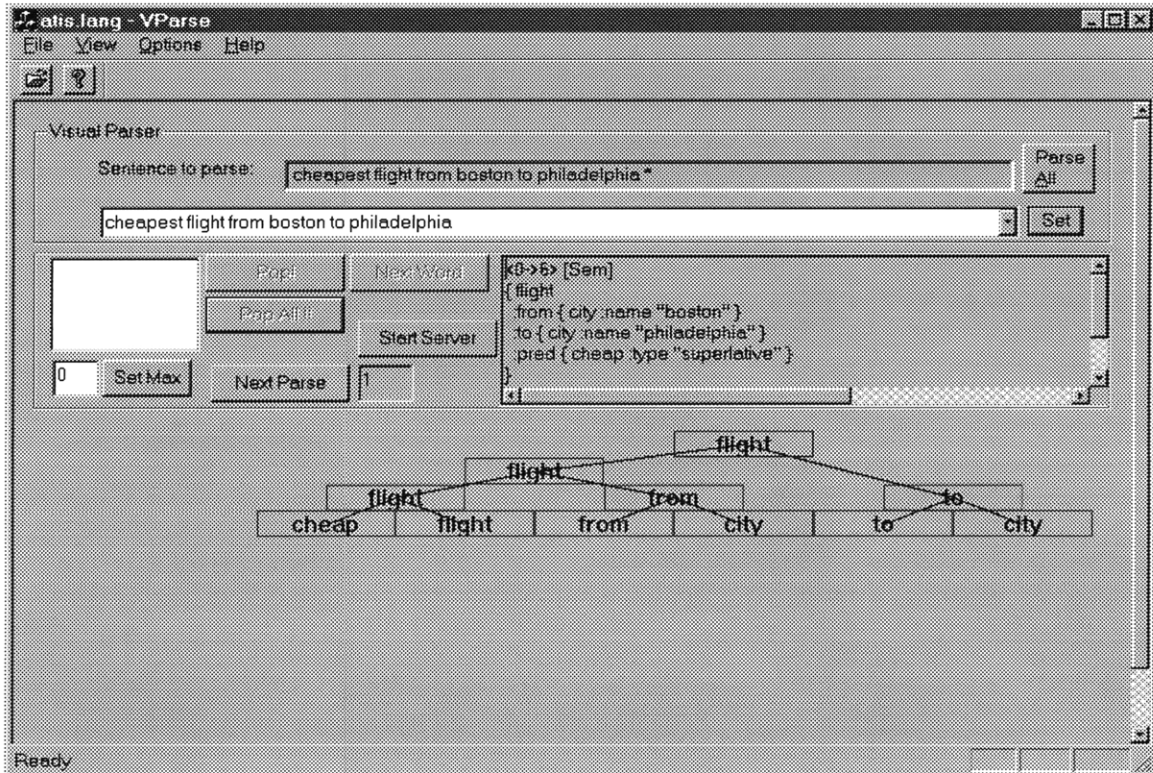 atis.lang - VParse
File View Options Help
Visual Parser
Sentence to parse: cheapest flight from boston to philadelphia *
Parse All
cheapest flight from boston to philadelphia
Set
Pop! Next Word
Pop All !!
Start Server
0 Set Max Next Parse 1
<0->6> [Sem]
{ flight
:from { city :name "boston" }
:to { city :name "philadelphia" }
:pred { cheap :type "superlative" }
}
flight
flight
flight from to
cheap flight from city to city
Ready